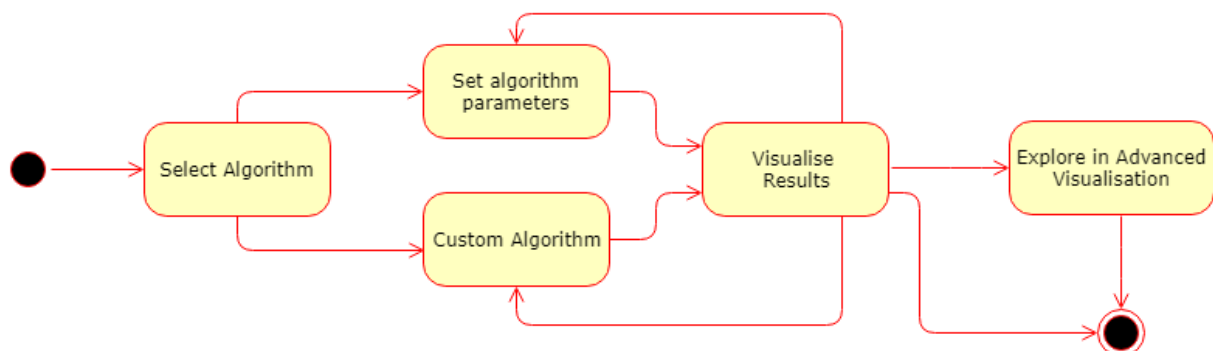 Select Algorithm
Set algorithm
parameters
Custom Algorithm
Visualise
Results
Explore in Advanced
Visualisation